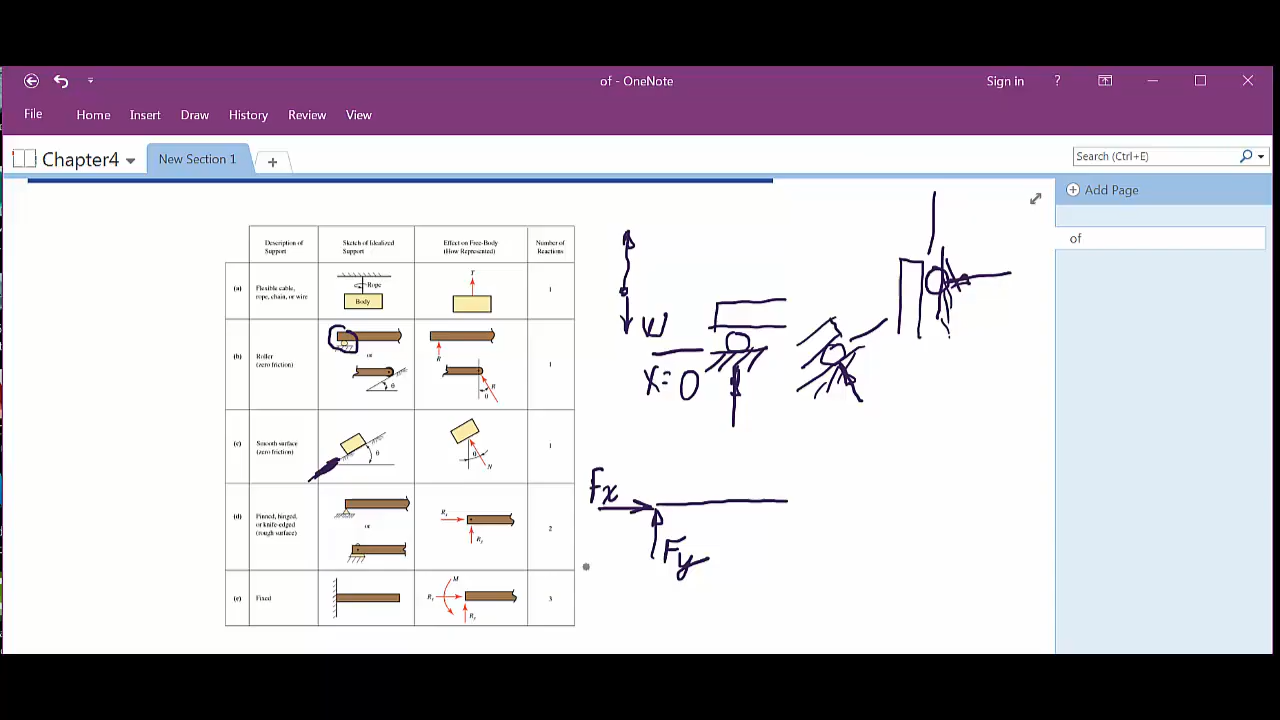 of - OneNote
Sign in
?
File
Home
Insert
Draw
History
Review
View
Chapter4
New Section 1
+
Search (Ctrl+E)
Add Page
of
Description of Support
Sketch of Idealized Support
Effect on Free-Body (How Represented)
Number of Reactions
(a)
Flexible cable, rope, chain, or wire
Rope
Body
T
1
(b)
Roller (zero friction)
or
θ
R
R
θ
1
(c)
Smooth surface (zero friction)
θ
θ
N
1
(d)
Pinned, hinged, or knife-edged (rough surface)
or
2
(e)
Fixed
M
3
W
X=0
Fx
Fy